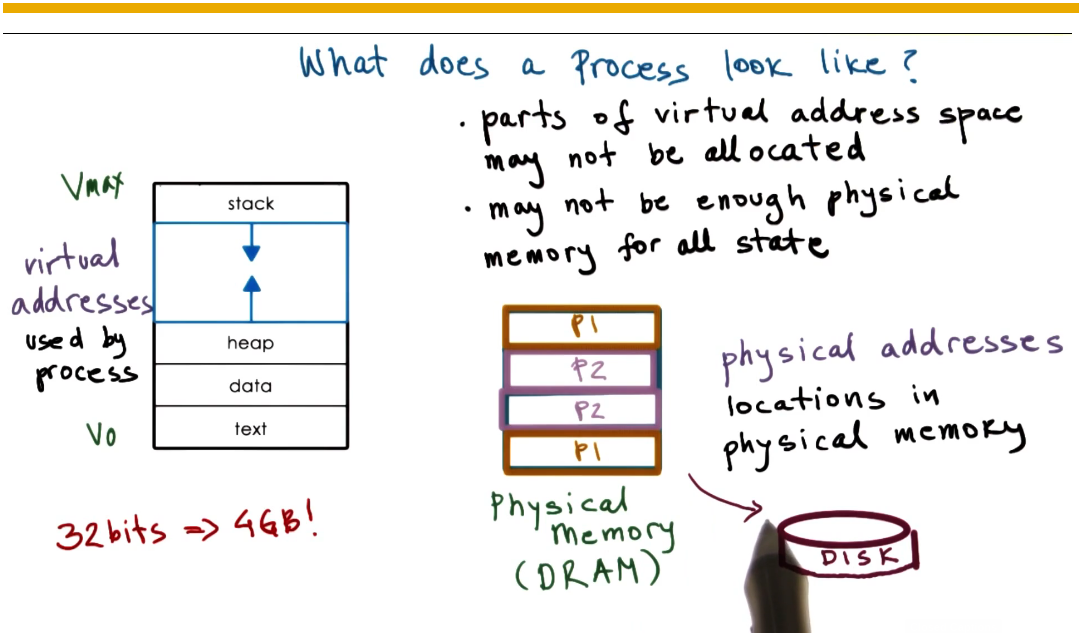 What does a Process look like?
· parts of virtual address space
may not be allocated
· may not be enough physical
memory for all state
Vmax
virtual
addresses
used by
process
Vo
stack
heap
data
text
32bits => 4GB!
P1
P2
P2
P1
Physical
Memory
(DRAM)
physical addresses
locations in
physical memory
DISK